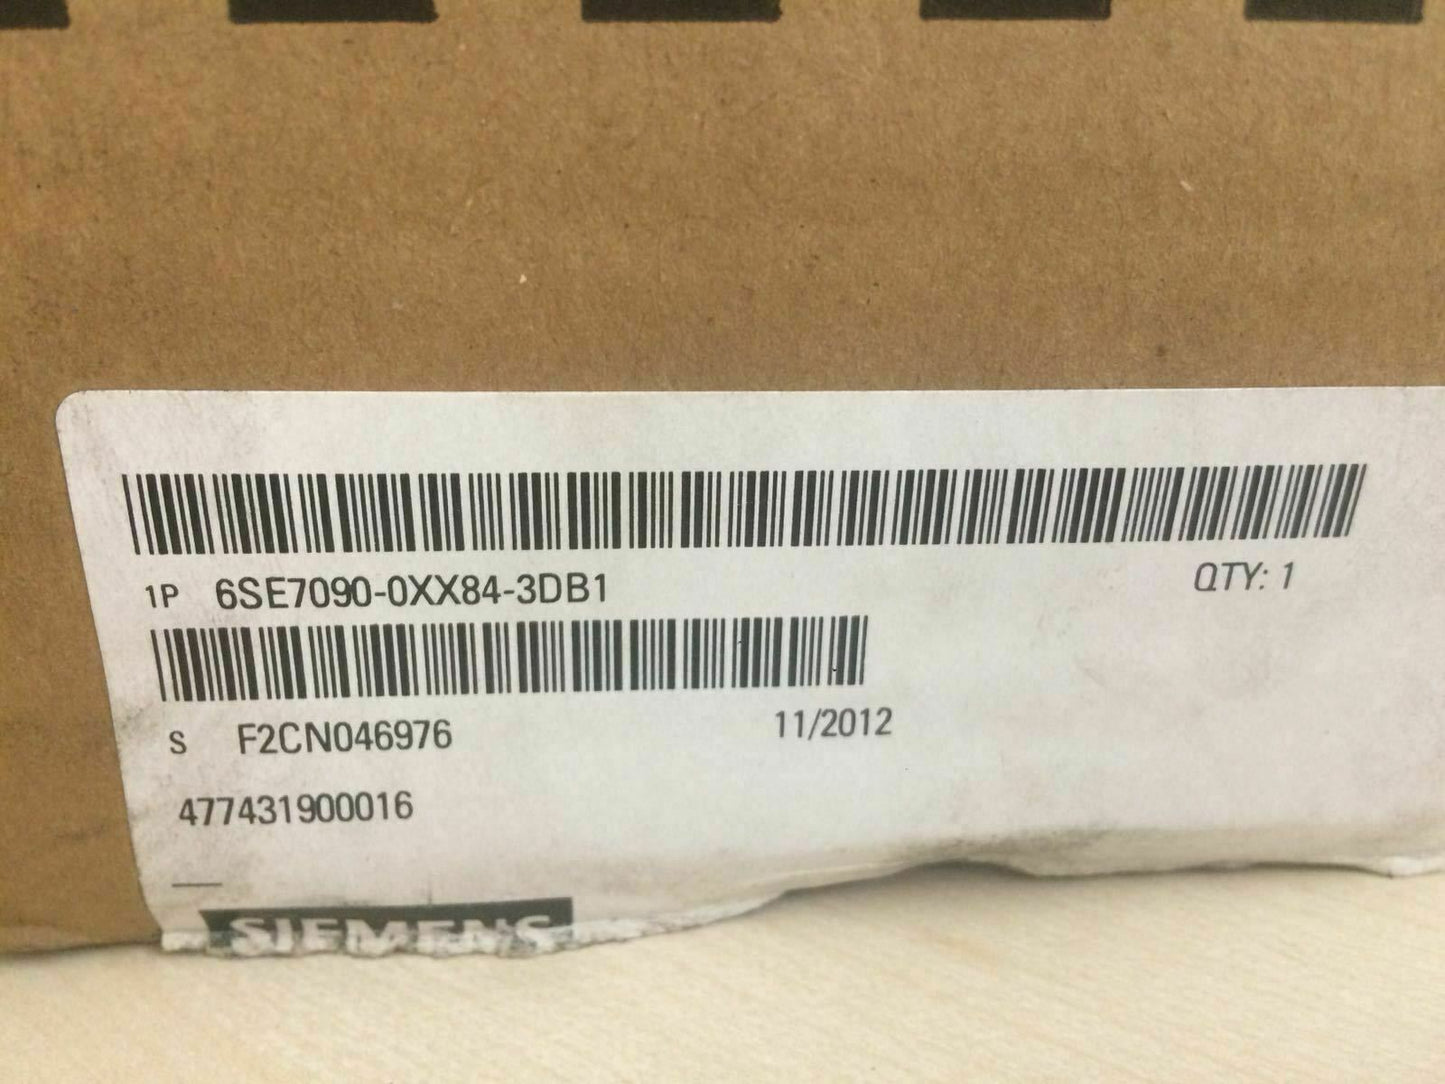 1P 6SE7090-0XX84-3DB1 QTY: 1
S F2CN046976 11/2012
477431900016
SIEMENS